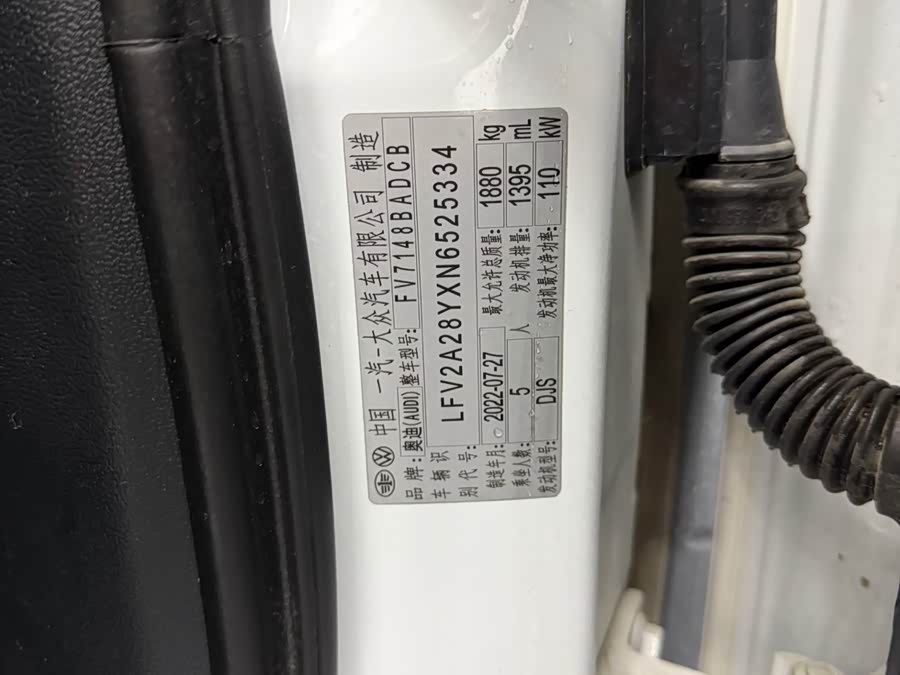 中国 一汽-大众汽车有限公司 制造
品牌:奥迪(AUDI) 整车型号: FV7148BADCB
车辆识别代号: LFV2A28YXN6525334
制造年月: 2022-07-27 最大允许总质量: 1880 kg
乘坐人数: 5 人 发动机排量: 1395 mL
发动机型号: DJS 发动机最大净功率: 110 kW